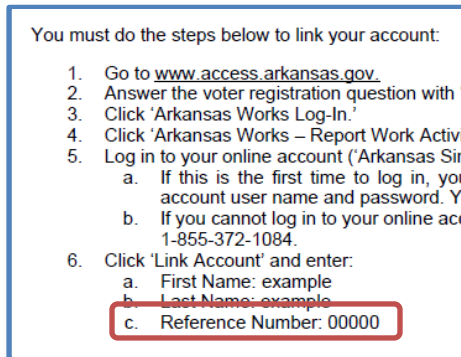 You must do the steps below to link your account:
1. Go to www.access.arkansas.gov.
2. Answer the voter registration question with
3. Click 'Arkansas Works Log-In.'
4. Click 'Arkansas Works – Report Work Activi
5. Log in to your online account ('Arkansas Si
a. If this is the first time to log in, you
account user name and password. Y
b. If you cannot log in to your online ac
1-855-372-1084.
6. Click 'Link Account' and enter:
a. First Name: example
b. Last Name: example
c. Reference Number: 00000